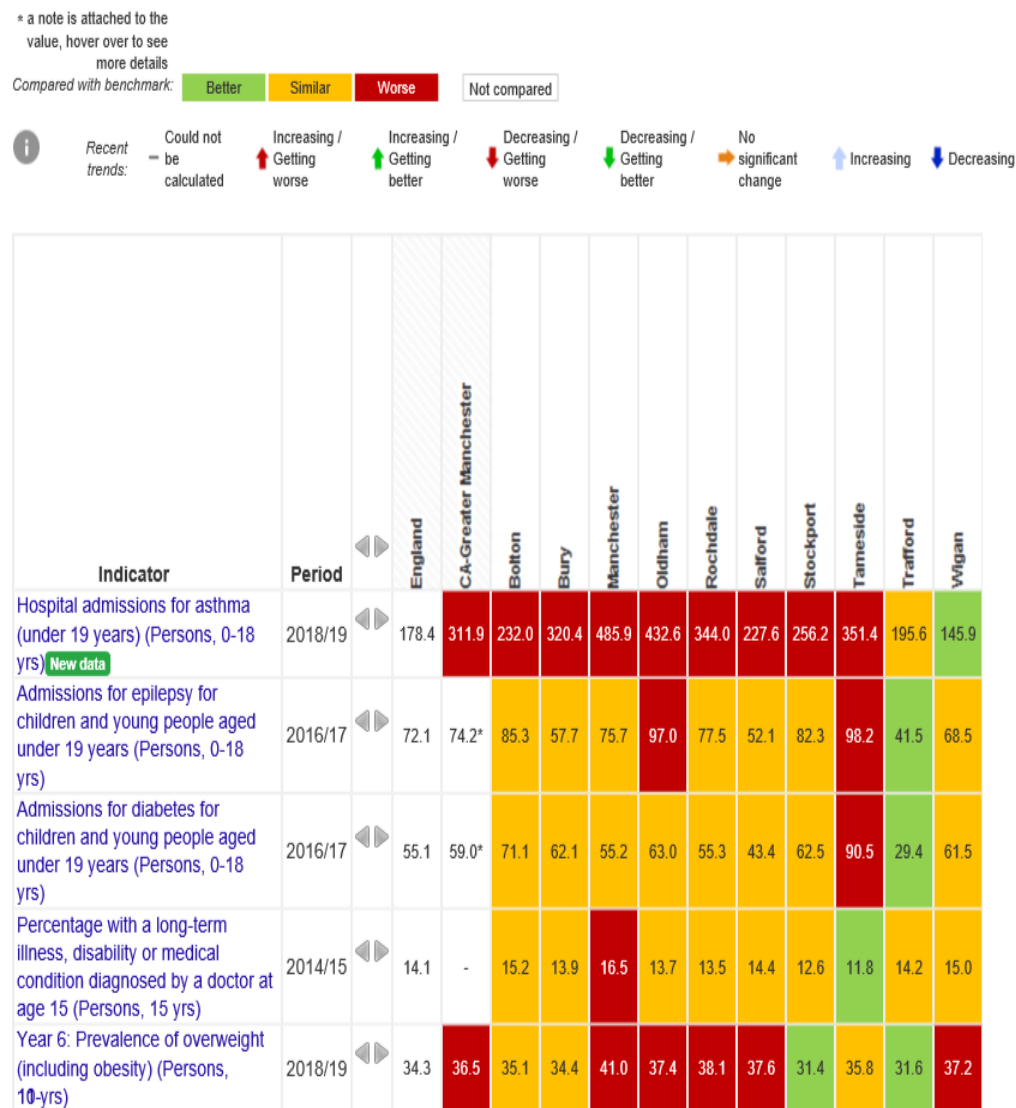 * a note is attached to the
value, hover over to see
more details
Compared with benchmark: Better Similar Worse Not compared
i Recent trends: – Could not be calculated Increasing / Getting worse Increasing / Getting better Decreasing / Getting worse Decreasing / Getting better No significant change Increasing Decreasing
Indicator Period England CA-Greater Manchester Bolton Bury Manchester Oldham Rochdale Salford Stockport Tameside Trafford Wigan
Hospital admissions for asthma
(under 19 years) (Persons, 0-18
yrs) New data
2018/19 178.4 311.9 232.0 320.4 485.9 432.6 344.0 227.6 256.2 351.4 195.6 145.9
Admissions for epilepsy for
children and young people aged
under 19 years (Persons, 0-18
yrs)
2016/17 72.1 74.2* 85.3 57.7 75.7 97.0 77.5 52.1 82.3 98.2 41.5 68.5
Admissions for diabetes for
children and young people aged
under 19 years (Persons, 0-18
yrs)
2016/17 55.1 59.0* 71.1 62.1 55.2 63.0 55.3 43.4 62.5 90.5 29.4 61.5
Percentage with a long-term
illness, disability or medical
condition diagnosed by a doctor at
age 15 (Persons, 15 yrs)
2014/15 14.1 - 15.2 13.9 16.5 13.7 13.5 14.4 12.6 11.8 14.2 15.0
Year 6: Prevalence of overweight
(including obesity) (Persons,
yrs)
2018/19 34.3 36.5 35.1 34.4 41.0 37.4 38.1 37.6 31.4 35.8 31.6 37.2